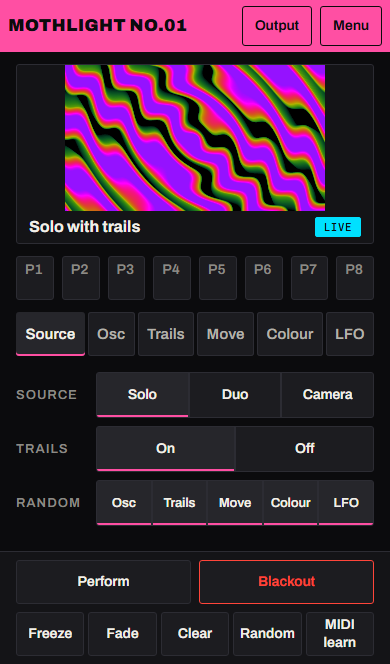 MOTHLIGHT NO.01
Output
Menu
Solo with trails
LIVE
P1 P2 P3 P4 P5 P6 P7 P8
Source Osc Trails Move Colour LFO
SOURCE Solo Duo Camera
TRAILS On Off
RANDOM Osc Trails Move Colour LFO
Perform Blackout
Freeze Fade Clear Random MIDI
learn